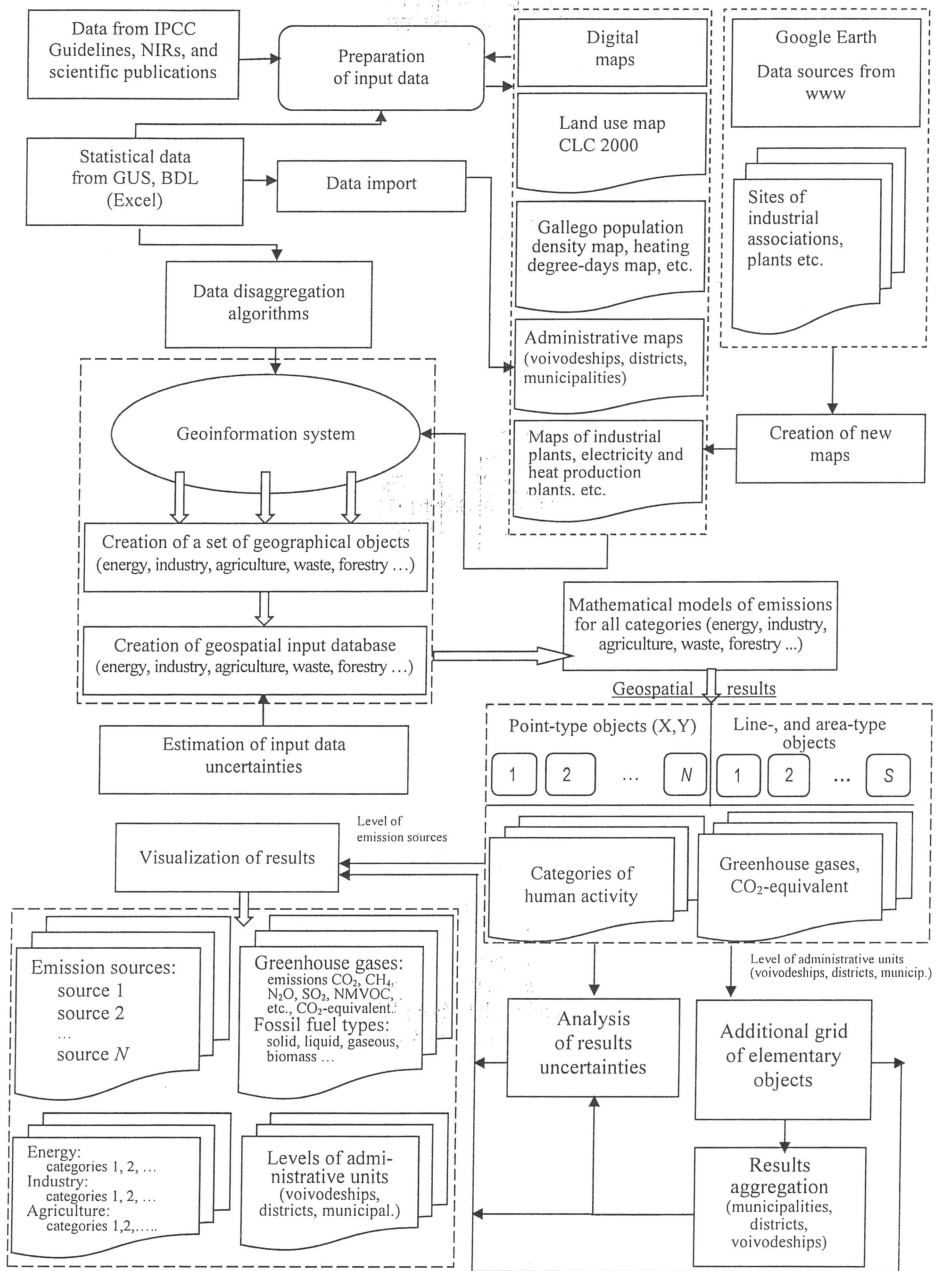 Data from IPCC
Guidelines, NIRs, and
scientific publications
Preparation
of input data
Digital
maps
Google Earth
Data sources from
www
Land use map
CLC 2000
Statistical data
from GUS, BDL
(Excel)
Data import
Sites of
industrial
associations,
plants etc.
Gallego population
density map, heating
degree-days map, etc.
Data disaggregation
algorithms
Administrative maps
(voivodeships, districts,
municipalities)
Geoinformation system
Maps of industrial
plants, electricity and
heat production
plants, etc.
Creation of new
maps
Creation of a set of geographical objects
(energy, industry, agriculture, waste, forestry ...)
Creation of geospatial input database
(energy, industry, agriculture, waste, forestry ...)
Mathematical models of emissions
for all categories (energy, industry,
agriculture, waste, forestry ...)
Geospatial results
Estimation of input data
uncertainties
Point-type objects (X,Y)
Line-, and area-type
objects
1 2 ... N
1 2 ... S
Level of
emission sources
Visualization of results
Categories of
human activity
Greenhouse gases,
CO₂-equivalent
Level of administrative units
(voivodeships, districts, municip.)
Emission sources:
source 1
source 2
...
source N
Greenhouse gases:
emissions CO₂, CH₄,
N₂O, SO₂, NMVOC,
etc., CO₂-equivalent.
Fossil fuel types:
solid, liquid, gaseous,
biomass ...
Analysis
of results
uncertainties
Additional grid
of elementary
objects
Energy:
categories 1, 2, ...
Industry:
categories 1, 2, ...
Agriculture:
categories 1,2,.....
Levels of admini-
strative units
(voivodeships,
districts, municipal.)
Results
aggregation
(municipalities,
districts,
voivodeships)